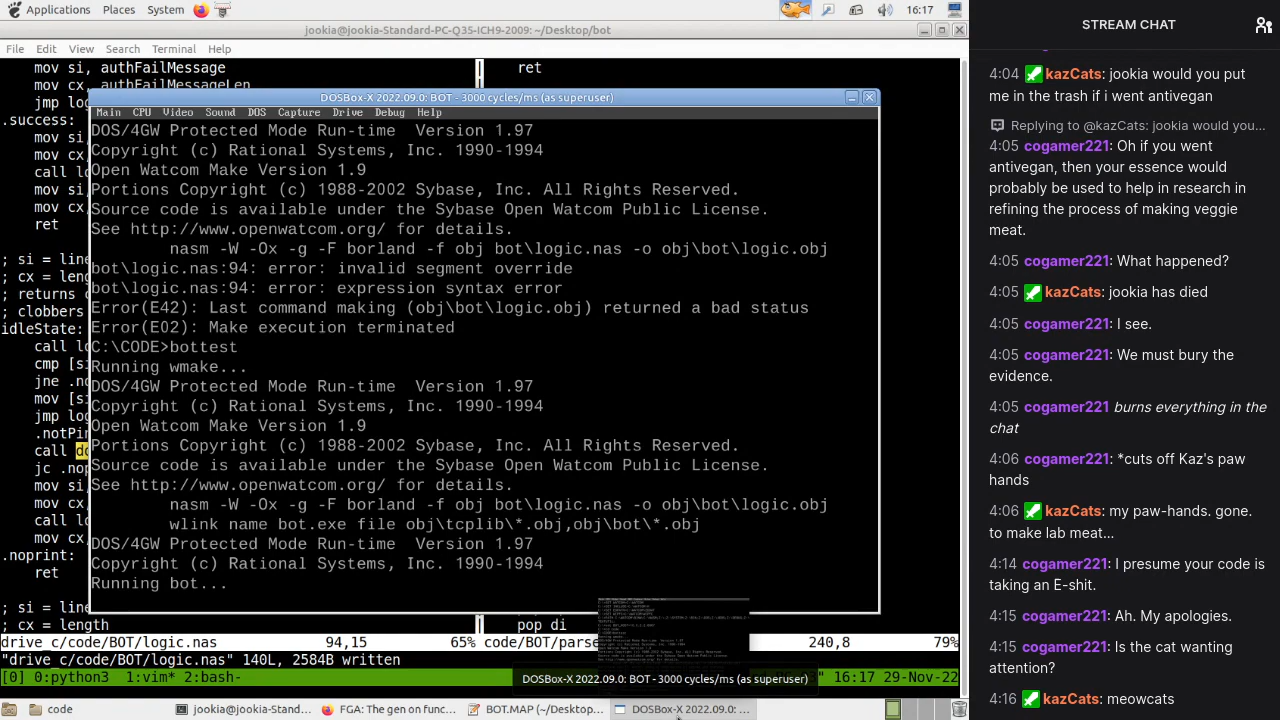 Applications Places System 16:17
jookia@jookia-Standard-PC-Q35-ICH9-2009: ~/Desktop/bot
File Edit View Search Terminal Help
mov si, authFailMessage
mov cx, authFailMessageLen
jmp lo
.success:
mov si
mov cx
call l
mov si
mov cx
ret
; si = line
; cx = leng
; returns c
; clobbers
idleState:
call lo
cmp [s
jne .no
mov [s
jmp lo
.notPi
call do
jc .nop
mov si,
mov cx,
call lo
mov cx,
.noprint:
ret
; si = line
; cx = length
ret
pop di
DOSBox-X 2022.09.0: BOT - 3000 cycles/ms (as superuser)
Main CPU Video Sound DOS Capture Drive Debug Help
DOS/4GW Protected Mode Run-time Version 1.97
Copyright (c) Rational Systems, Inc. 1990-1994
Open Watcom Make Version 1.9
Portions Copyright (c) 1988-2002 Sybase, Inc. All Rights Reserved.
Source code is available under the Sybase Open Watcom Public License.
See http://www.openwatcom.org/ for details.
nasm -W -Ox -g -F borland -f obj bot\logic.nas -o obj\bot\logic.obj
bot\logic.nas:94: error: invalid segment override
bot\logic.nas:94: error: expression syntax error
Error(E42): Last command making (obj\bot\logic.obj) returned a bad status
Error(E02): Make execution terminated
C:\CODE>bottest
Running wmake...
DOS/4GW Protected Mode Run-time Version 1.97
Copyright (c) Rational Systems, Inc. 1990-1994
Open Watcom Make Version 1.9
Portions Copyright (c) 1988-2002 Sybase, Inc. All Rights Reserved.
Source code is available under the Sybase Open Watcom Public License.
See http://www.openwatcom.org/ for details.
nasm -W -Ox -g -F borland -f obj bot\logic.nas -o obj\bot\logic.obj
wlink name bot.exe file obj\tcplib\*.obj,obj\bot\*.obj
DOS/4GW Protected Mode Run-time Version 1.97
Copyright (c) Rational Systems, Inc. 1990-1994
Running bot...
code/BOT/logic.nas 94,1 65% code/BOT/parse 240,8 79%
[0] 0:python3 1:vim* 2:bash- 16:17 29-Nov-22
DOSBox-X 2022.09.0: BOT - 3000 cycles/ms (as superuser)
code jookia@jookia-Standa... FGA: The gen on func... BOT.MAP (~/Desktop... DOSBox-X 2022.09.0: ...
STREAM CHAT
4:04 kazCats: jookia would you put
me in the trash if i went antivegan
Replying to @kazCats: jookia would you...
4:05 cogamer221: Oh if you went
antivegan, then your essence would
probably be used to help in research in
refining the process of making veggie
meat.
4:05 cogamer221: What happened?
4:05 kazCats: jookia has died
4:05 cogamer221: I see.
4:05 cogamer221: We must bury the
evidence.
4:05 cogamer221 burns everything in the
chat
4:06 cogamer221: *cuts off Kaz's paw
hands
4:06 kazCats: my paw-hands. gone.
to make lab meat...
4:14 cogamer221: I presume your code is
taking an E-shit.
4:15 cogamer221: Hi. My apologies.
4:15 cogamer221: Is the cat wanting
attention?
4:16 kazCats: meowcats